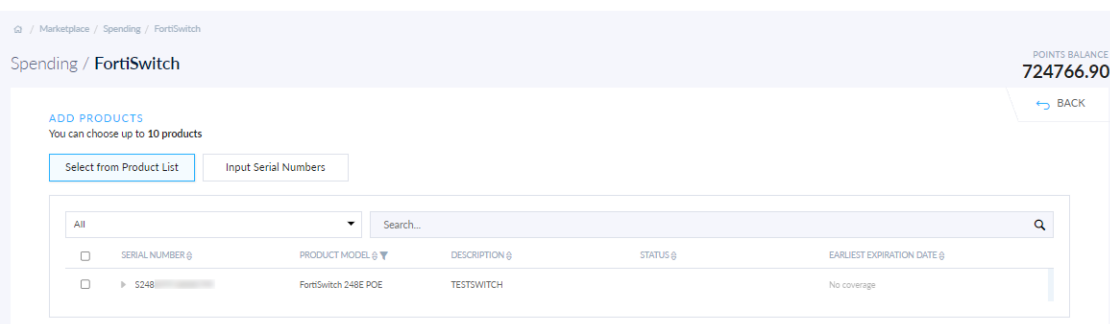 / Marketplace / Spending / FortiSwitch
Spending / FortiSwitch
POINTS BALANCE
724766.90
BACK
ADD PRODUCTS
You can choose up to 10 products
Select from Product List Input Serial Numbers
All Search...
SERIAL NUMBER PRODUCT MODEL DESCRIPTION STATUS EARLIEST EXPIRATION DATE
S248 FortiSwitch 248E POE TESTSWITCH No coverage